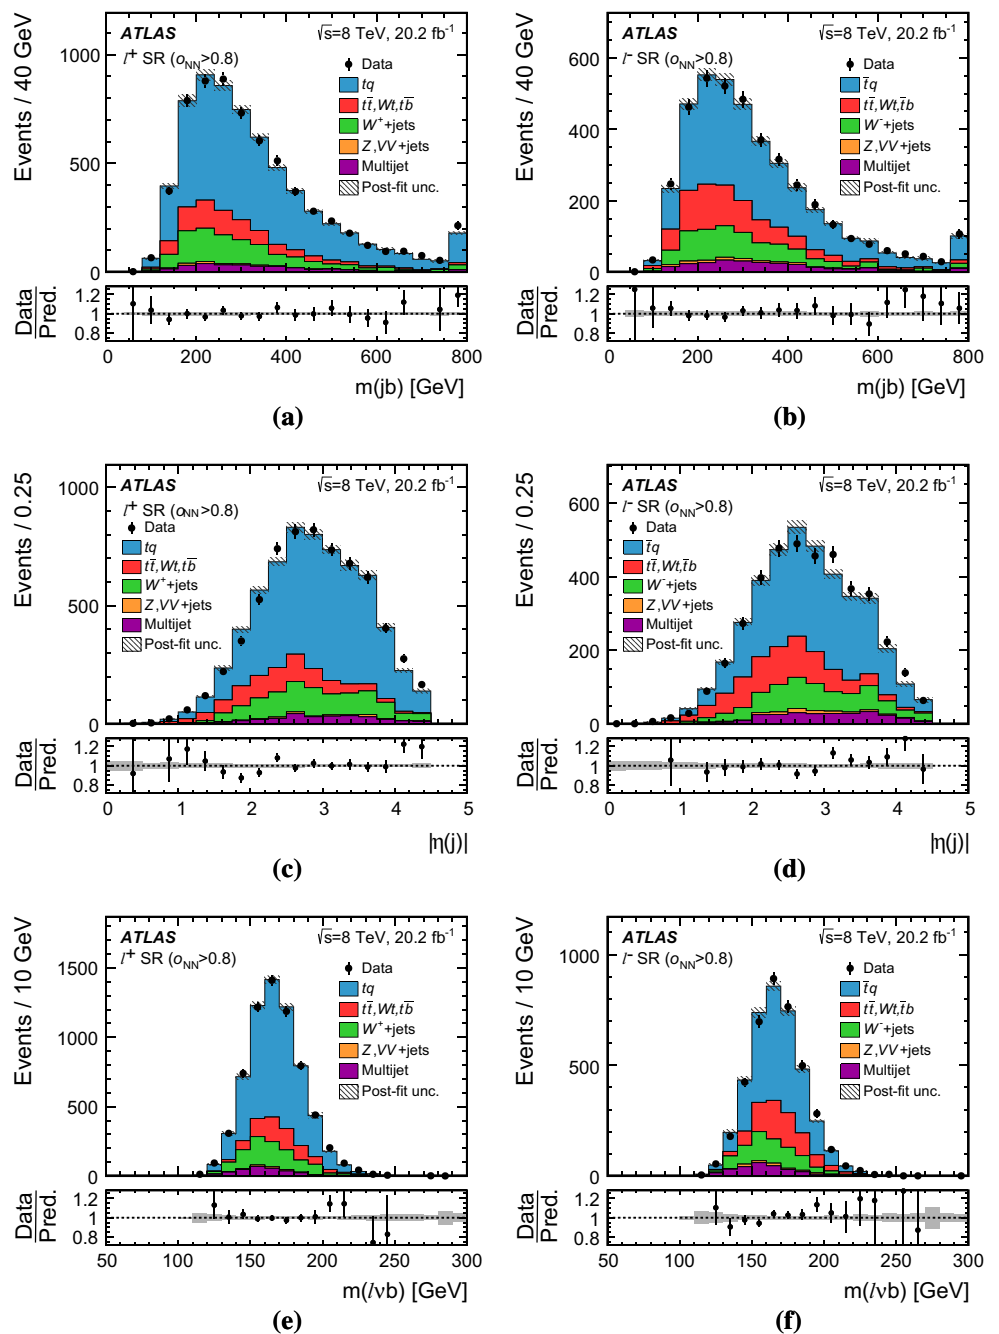 ATLAS √s=8 TeV, 20.2 fb⁻¹
l⁺ SR (o_NN>0.8)
Data
tq
tt̄,Wt,tb̄
W⁺+jets
Z,VV+jets
Multijet
Post-fit unc.
Events / 40 GeV
1000
500
0
Data
Pred.
1.2
1
0.8
200 400 600 800
m(jb) [GeV]
(a)
ATLAS √s=8 TeV, 20.2 fb⁻¹
l⁻ SR (o_NN>0.8)
Data
t̄q
tt̄,Wt,t̄b
W⁻+jets
Z,VV+jets
Multijet
Post-fit unc.
Events / 40 GeV
600
400
200
0
Data
Pred.
1.2
1
0.8
200 400 600 800
m(jb) [GeV]
(b)
ATLAS √s=8 TeV, 20.2 fb⁻¹
l⁺ SR (o_NN>0.8)
Data
tq
tt̄,Wt,tb̄
W⁺+jets
Z,VV+jets
Multijet
Post-fit unc.
Events / 0.25
1000
500
0
Data
Pred.
1.2
1
0.8
0 1 2 3 4 5
|η(j)|
(c)
ATLAS √s=8 TeV, 20.2 fb⁻¹
l⁻ SR (o_NN>0.8)
Data
t̄q
tt̄,Wt,t̄b
W⁻+jets
Z,VV+jets
Multijet
Post-fit unc.
Events / 0.25
600
400
200
0
Data
Pred.
1.2
1
0.8
0 1 2 3 4 5
|η(j)|
(d)
ATLAS √s=8 TeV, 20.2 fb⁻¹
l⁺ SR (o_NN>0.8)
Data
tq
tt̄,Wt,tb̄
W⁺+jets
Z,VV+jets
Multijet
Post-fit unc.
Events / 10 GeV
1500
1000
500
0
Data
Pred.
1.2
1
0.8
50 100 150 200 250 300
m(lνb) [GeV]
(e)
ATLAS √s=8 TeV, 20.2 fb⁻¹
l⁻ SR (o_NN>0.8)
Data
t̄q
tt̄,Wt,t̄b
W⁻+jets
Z,VV+jets
Multijet
Post-fit unc.
Events / 10 GeV
1000
500
0
Data
Pred.
1.2
1
0.8
50 100 150 200 250 300
m(lνb) [GeV]
(f)